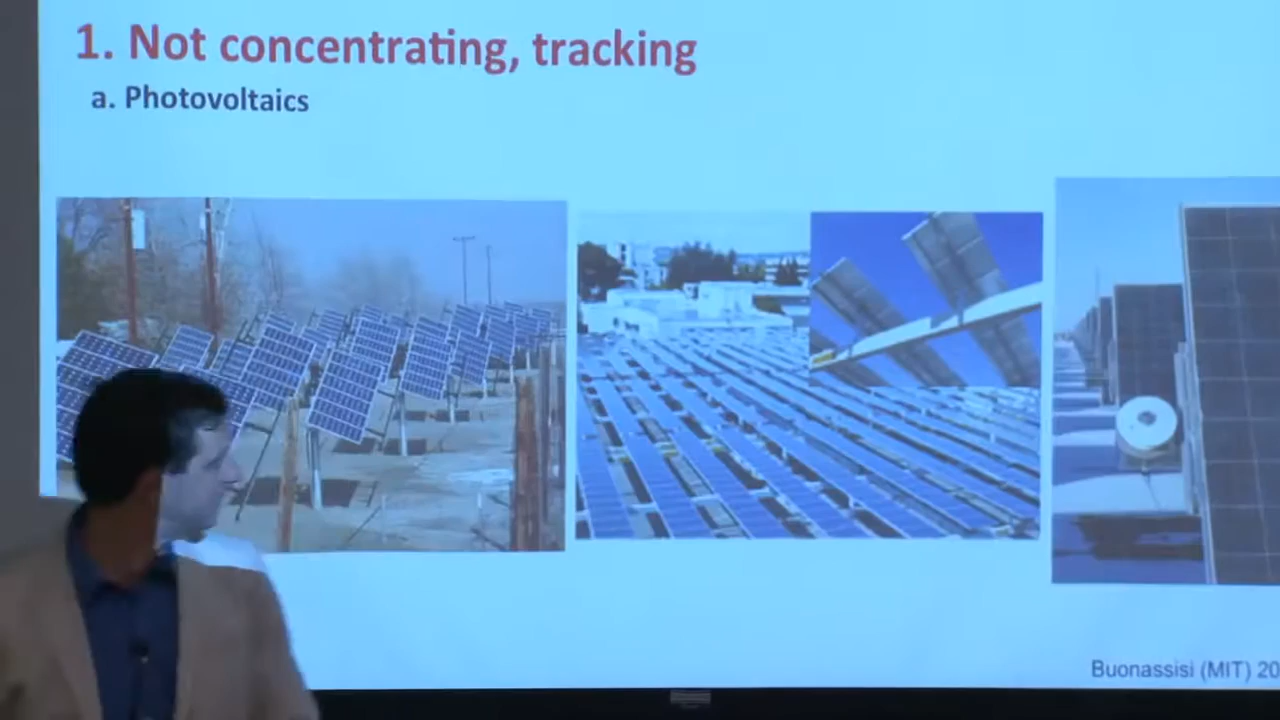 1. Not concentrating, tracking
a. Photovoltaics
Buonassisi (MIT) 20